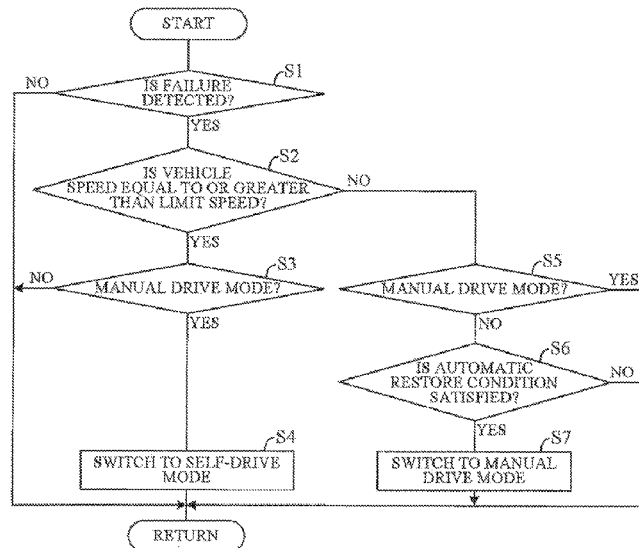 START
S1
NO
IS FAILURE
DETECTED?
YES
S2
IS VEHICLE
SPEED EQUAL TO OR GREATER
THAN LIMIT SPEED?
NO
YES
S3
NO
MANUAL DRIVE MODE?
YES
S5
MANUAL DRIVE MODE?
YES
NO
S6
IS AUTOMATIC
RESTORE CONDITION
SATISFIED?
NO
YES
S4
SWITCH TO SELF-DRIVE
MODE
S7
SWITCH TO MANUAL
DRIVE MODE
RETURN